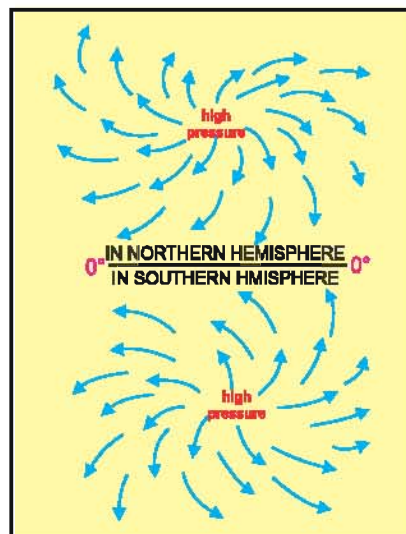 high
pressure
0° IN NORTHERN HEMISPHERE 0°
IN SOUTHERN HMISPHERE
high
pressure